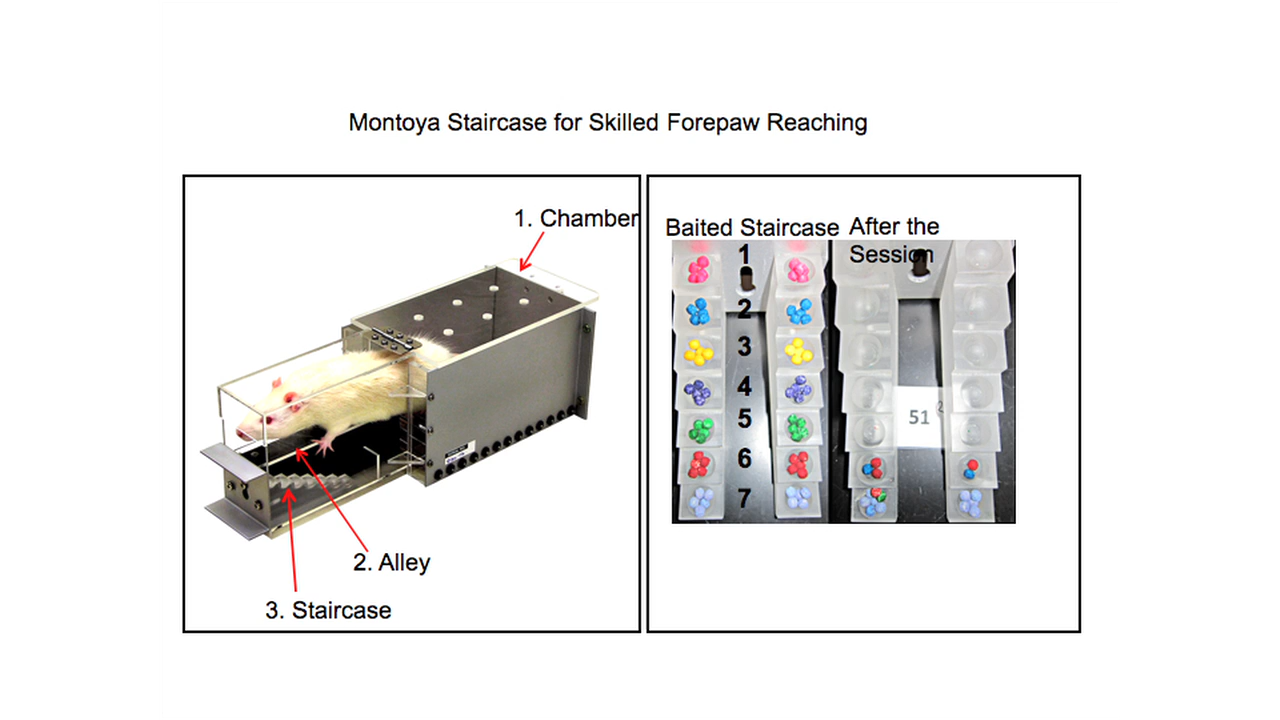 Montoya Staircase for Skilled Forepaw Reaching
1. Chamber
2. Alley
3. Staircase
Baited Staircase
After the
Session
1
2
3
4
5
6
7
51
2